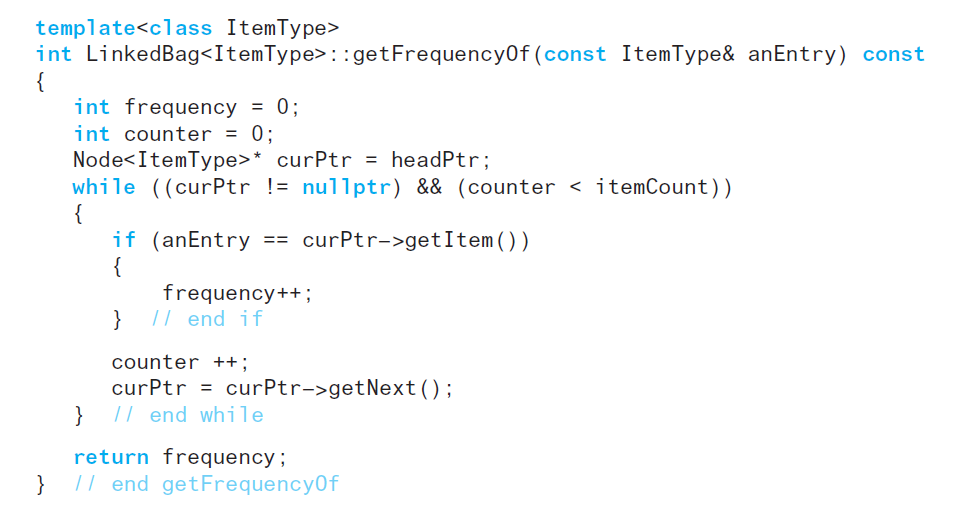 template<class ItemType>
int LinkedBag<ItemType>::getFrequencyOf(const ItemType& anEntry) const
{
   int frequency = 0;
   int counter = 0;
   Node<ItemType>* curPtr = headPtr;
   while ((curPtr != nullptr) && (counter < itemCount))
   {
      if (anEntry == curPtr–>getItem())
      {
          frequency++;
      }  // end if
      counter ++;
      curPtr = curPtr–>getNext();
   }  // end while
   return frequency;
}  // end getFrequencyOf